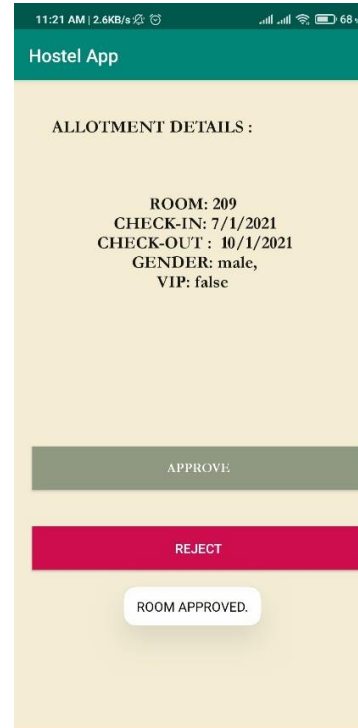 11:21 AM | 2.6KB/s 68
Hostel App
ALLOTMENT DETAILS :
ROOM: 209
CHECK-IN: 7/1/2021
CHECK-OUT : 10/1/2021
GENDER: male,
VIP: false
APPROVE
REJECT
ROOM APPROVED.